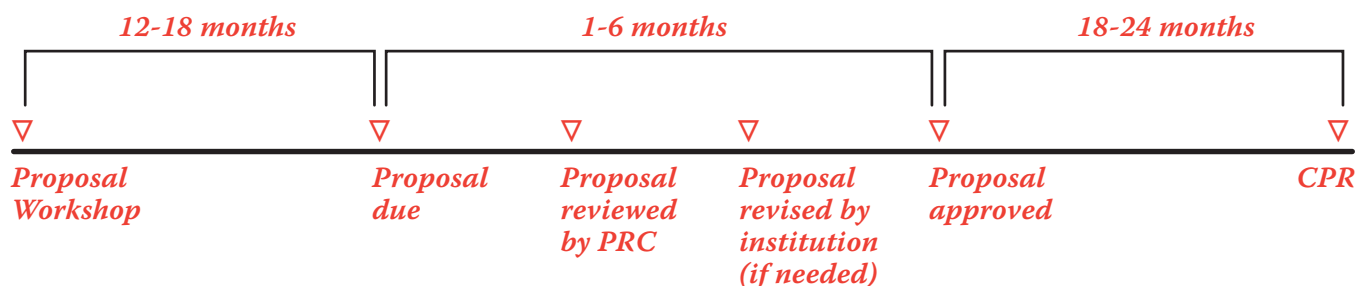 12-18 months
1-6 months
18-24 months
Proposal
Workshop
Proposal
due
Proposal
reviewed
by PRC
Proposal
revised by
institution
(if needed)
Proposal
approved
CPR